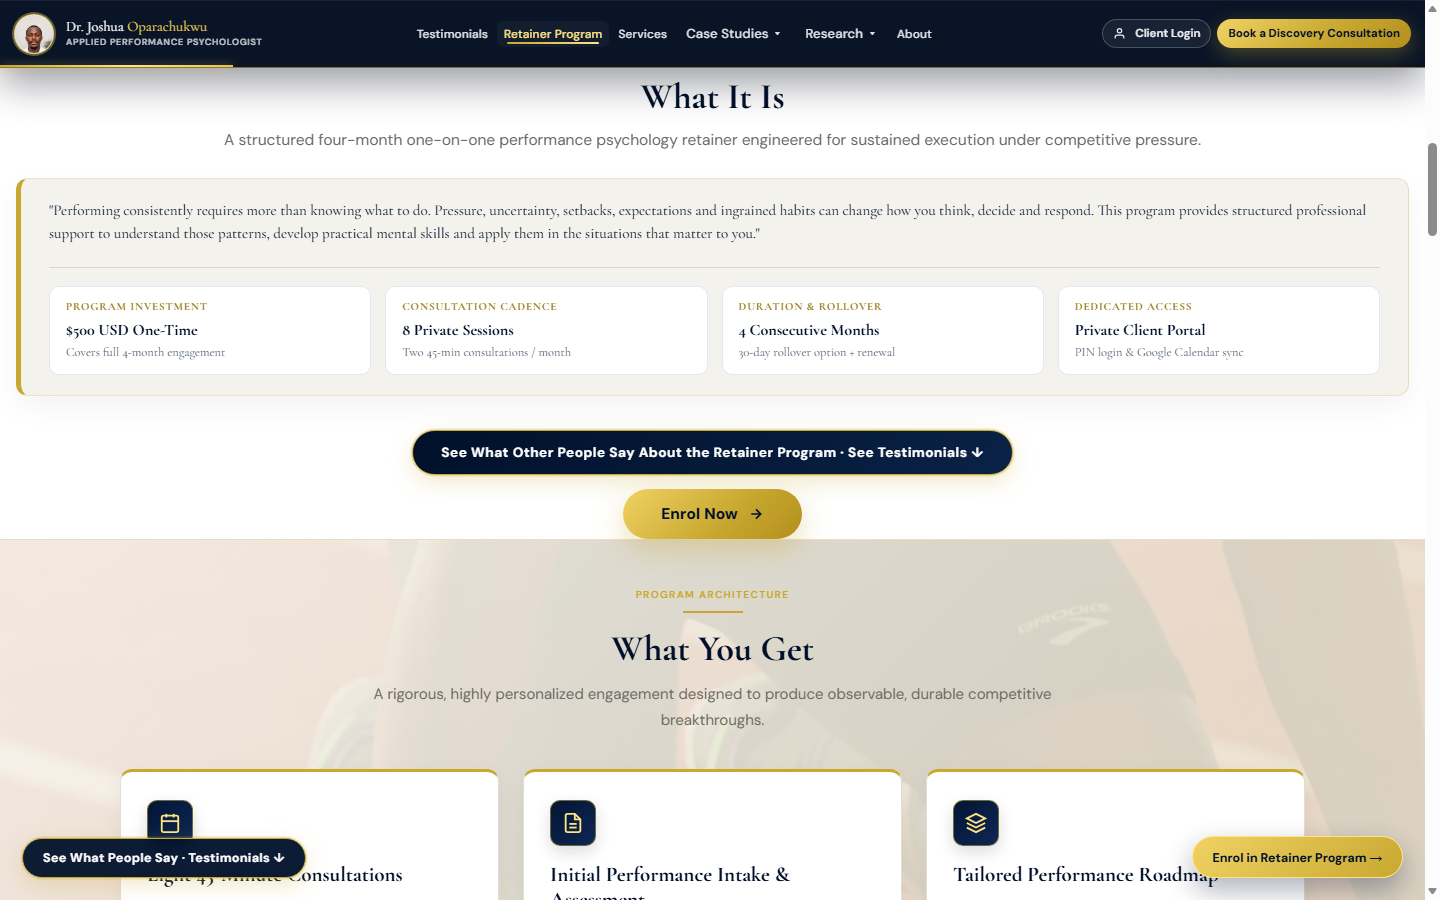 Dr. Joshua Oparachukwu
APPLIED PERFORMANCE PSYCHOLOGIST
Testimonials
Retainer Program
Services
Case Studies
Research
About
Client Login
Book a Discovery Consultation
What It Is
A structured four-month one-on-one performance psychology retainer engineered for sustained execution under competitive pressure.
"Performing consistently requires more than knowing what to do. Pressure, uncertainty, setbacks, expectations and ingrained habits can change how you think, decide and respond. This program provides structured professional
support to understand those patterns, develop practical mental skills and apply them in the situations that matter to you."
PROGRAM INVESTMENT
$500 USD One-Time
Covers full 4-month engagement
CONSULTATION CADENCE
8 Private Sessions
Two 45-min consultations / month
DURATION & ROLLOVER
4 Consecutive Months
30-day rollover option + renewal
DEDICATED ACCESS
Private Client Portal
PIN login & Google Calendar sync
See What Other People Say About the Retainer Program · See Testimonials ↓
Enrol Now →
PROGRAM ARCHITECTURE
What You Get
A rigorous, highly personalized engagement designed to produce observable, durable competitive
breakthroughs.
BROOKS
Eight 45-Minute Consultations
Initial Performance Intake &
Assessment
Tailored Performance Roadmap
See What People Say · Testimonials ↓
Enrol in Retainer Program →